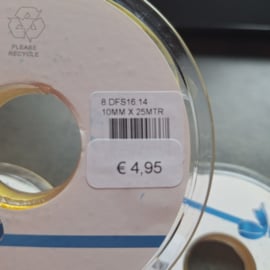 PLEASE
RECYCLE
8.DFS16.14
10MM X 25MTR
€ 4,95